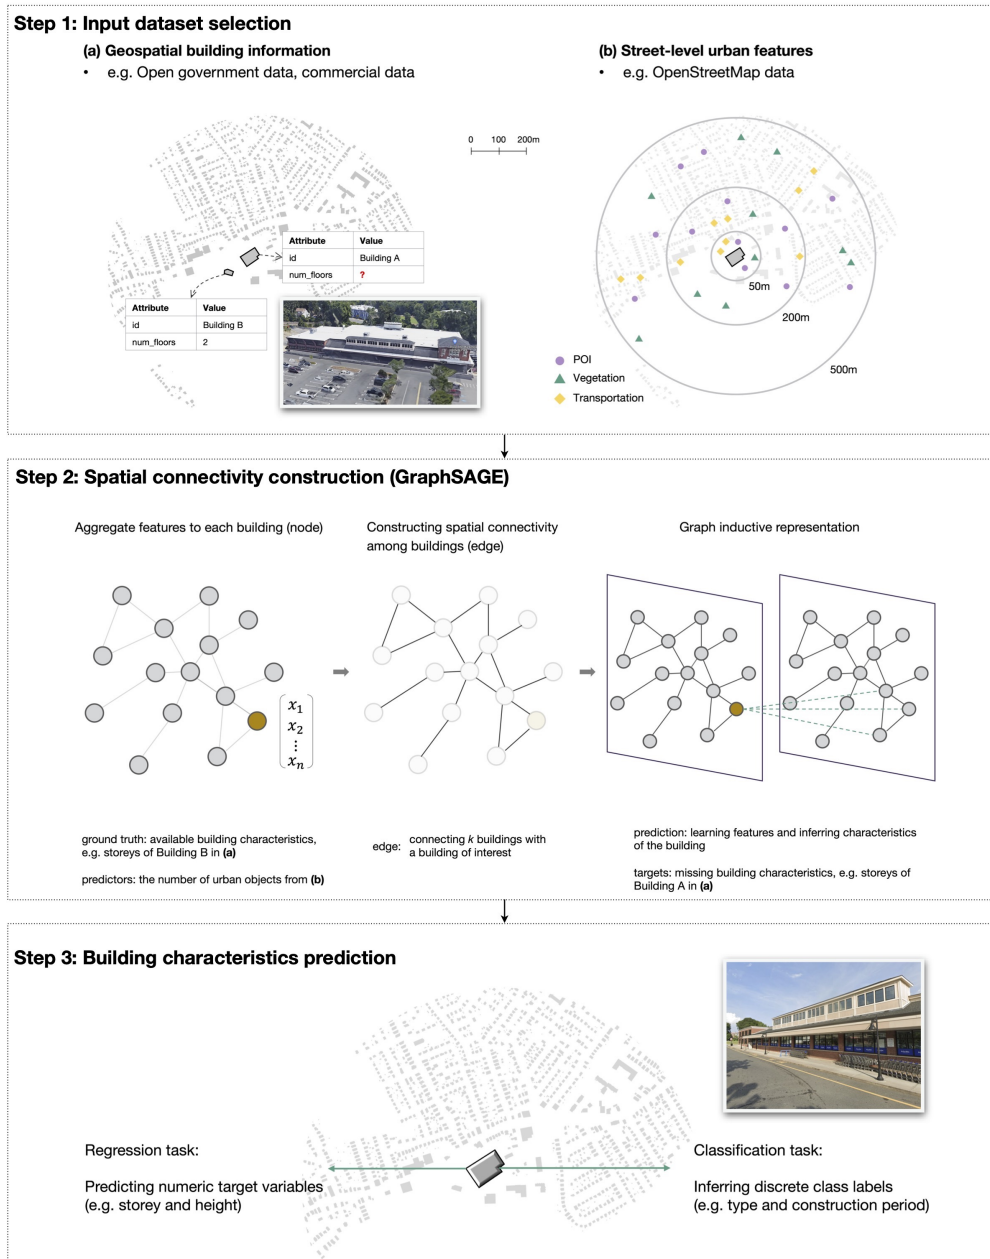 Step 1: Input dataset selection
(a) Geospatial building information
• e.g. Open government data, commercial data
(b) Street-level urban features
• e.g. OpenStreetMap data
0 100 200m
Attribute Value
id Building A
num_floors ?
Attribute Value
id Building B
num_floors 2
50m
200m
500m
POI
Vegetation
Transportation
Step 2: Spatial connectivity construction (GraphSAGE)
Aggregate features to each building (node)
Constructing spatial connectivity
among buildings (edge)
Graph inductive representation
x1
x2
⋮
xn
ground truth: available building characteristics,
e.g. storeys of Building B in (a)
predictors: the number of urban objects from (b)
edge: connecting k buildings with
a building of interest
prediction: learning features and inferring characteristics
of the building
targets: missing building characteristics, e.g. storeys of
Building A in (a)
Step 3: Building characteristics prediction
Regression task:
Predicting numeric target variables
(e.g. storey and height)
Classification task:
Inferring discrete class labels
(e.g. type and construction period)